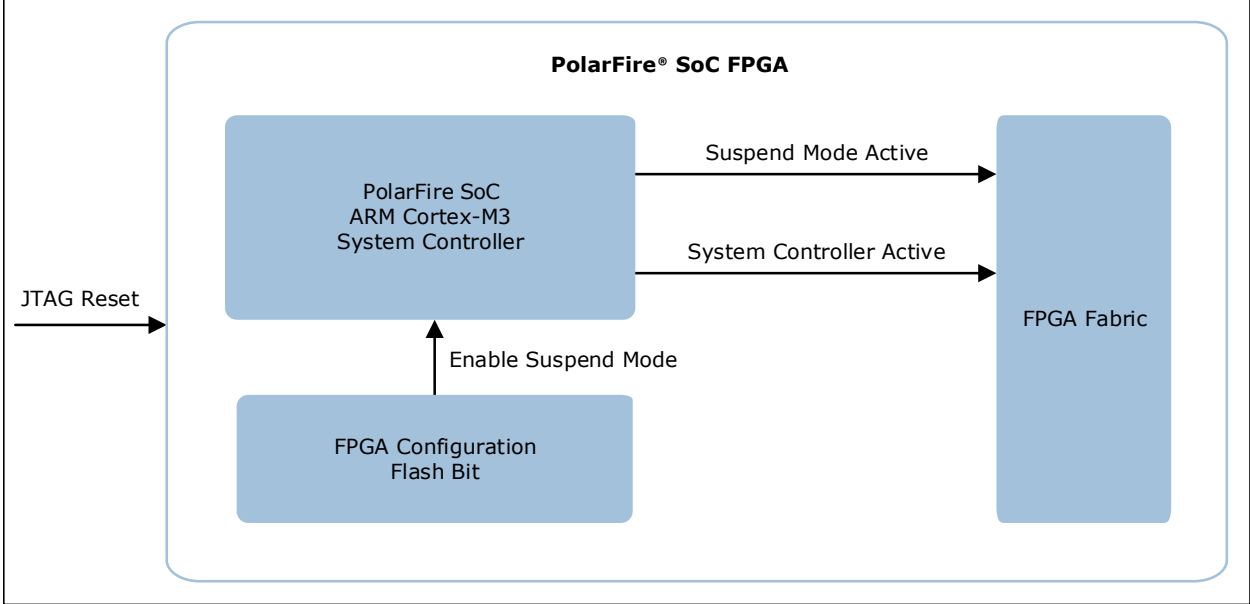 PolarFire® SoC FPGA
PolarFire SoC
ARM Cortex-M3
System Controller
Suspend Mode Active
System Controller Active
JTAG Reset
FPGA Fabric
Enable Suspend Mode
FPGA Configuration
Flash Bit